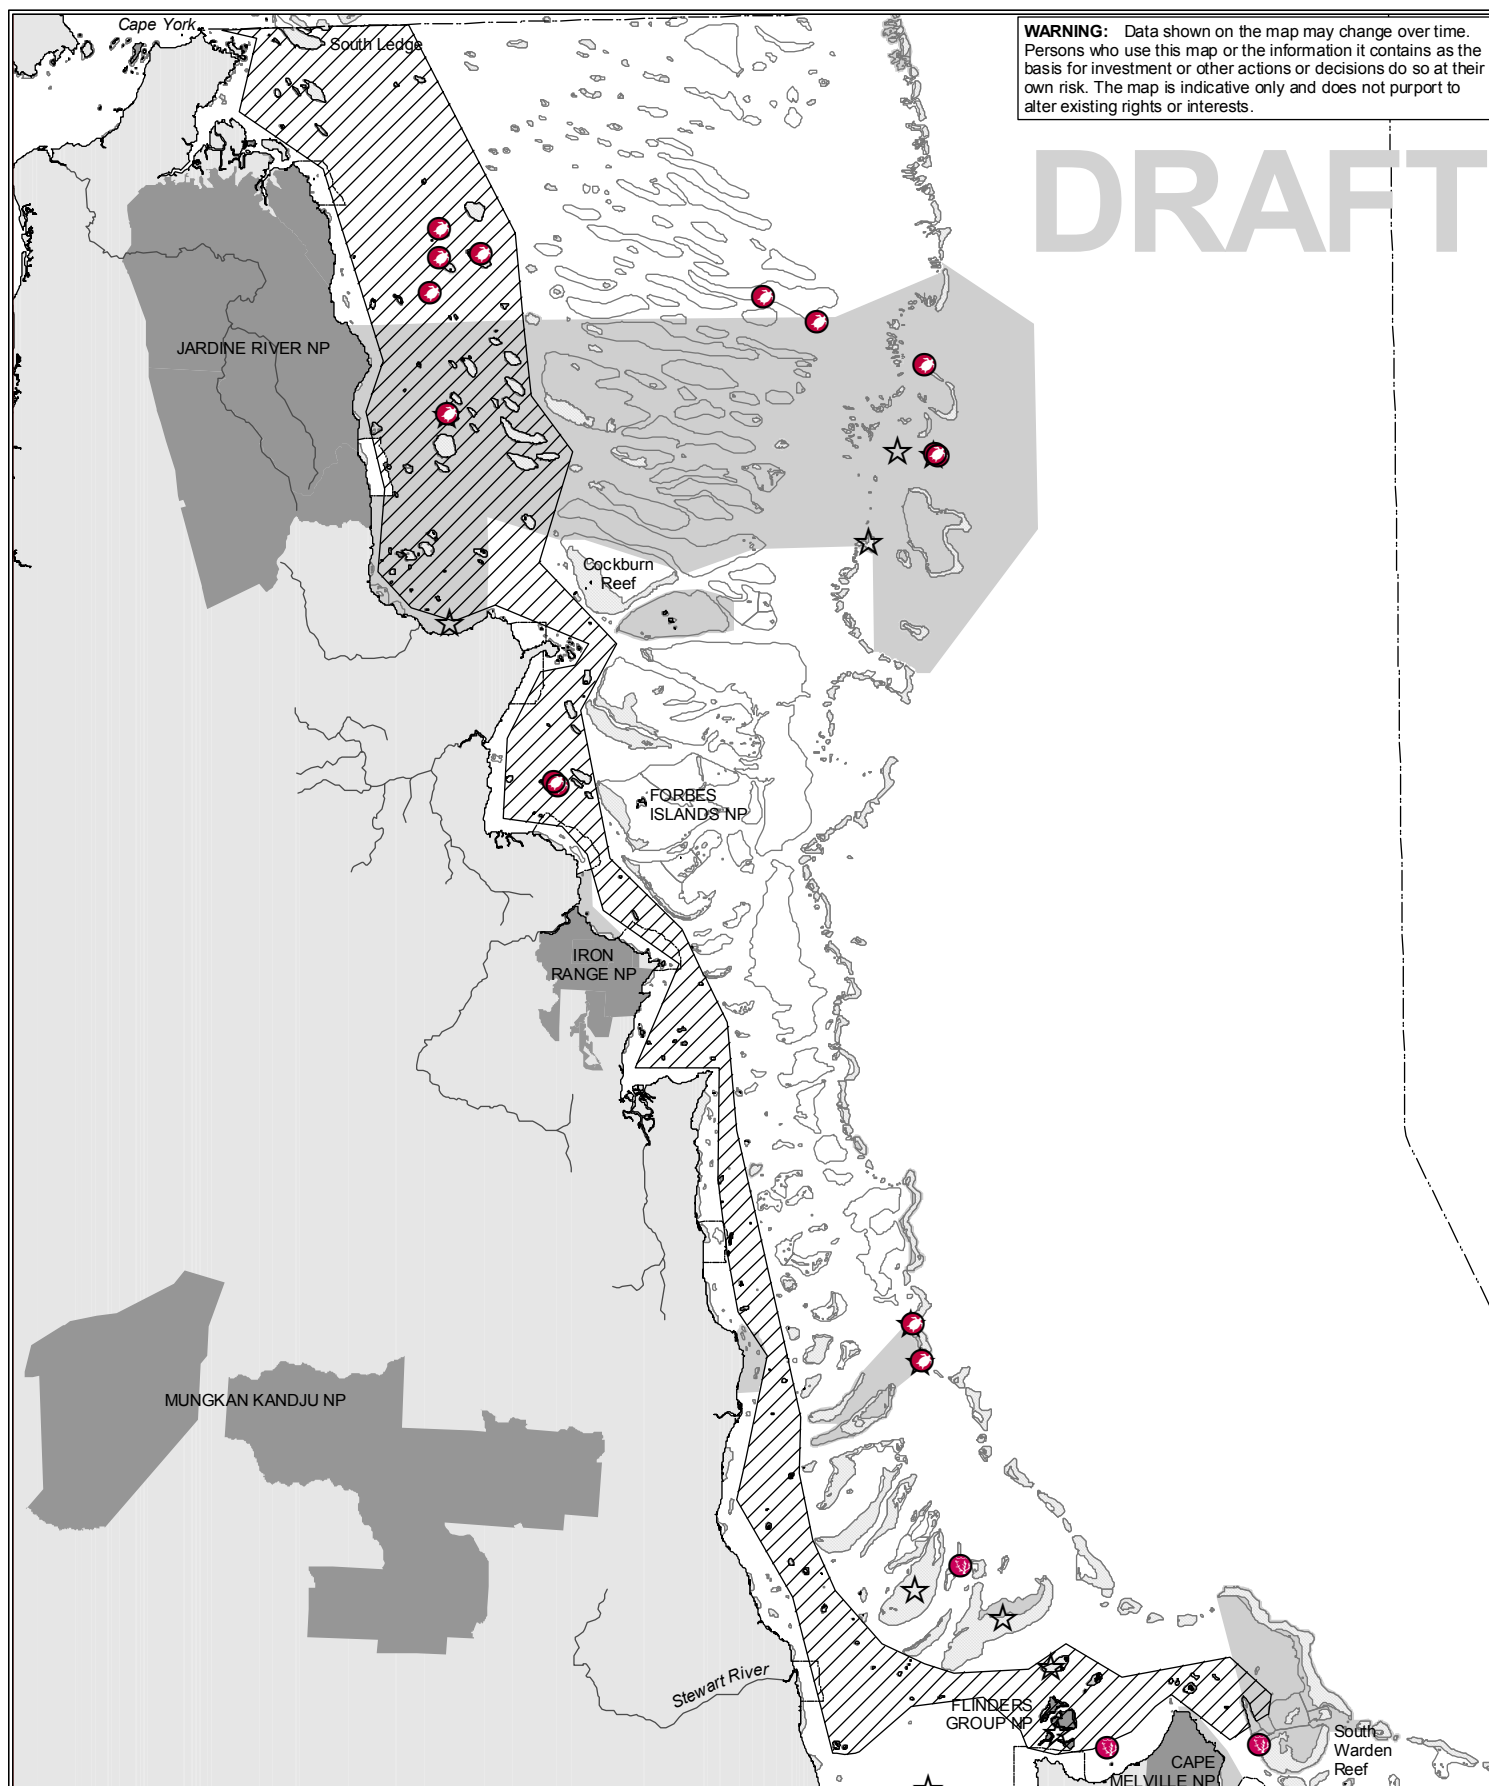 Cape York
South Ledge
WARNING: Data shown on the map may change over time.
Persons who use this map or the information it contains as the
basis for investment or other actions or decisions do so at their
own risk. The map is indicative only and does not purport to
alter existing rights or interests.
DRAFT
JARDINE RIVER NP
Cockburn
Reef
FORBES
ISLANDS NP
IRON
RANGE NP
MUNGKAN KANDJU NP
Stewart River
FLINDERS
GROUP NP
South
Warden
Reef
CAPE
MELVILLE NP